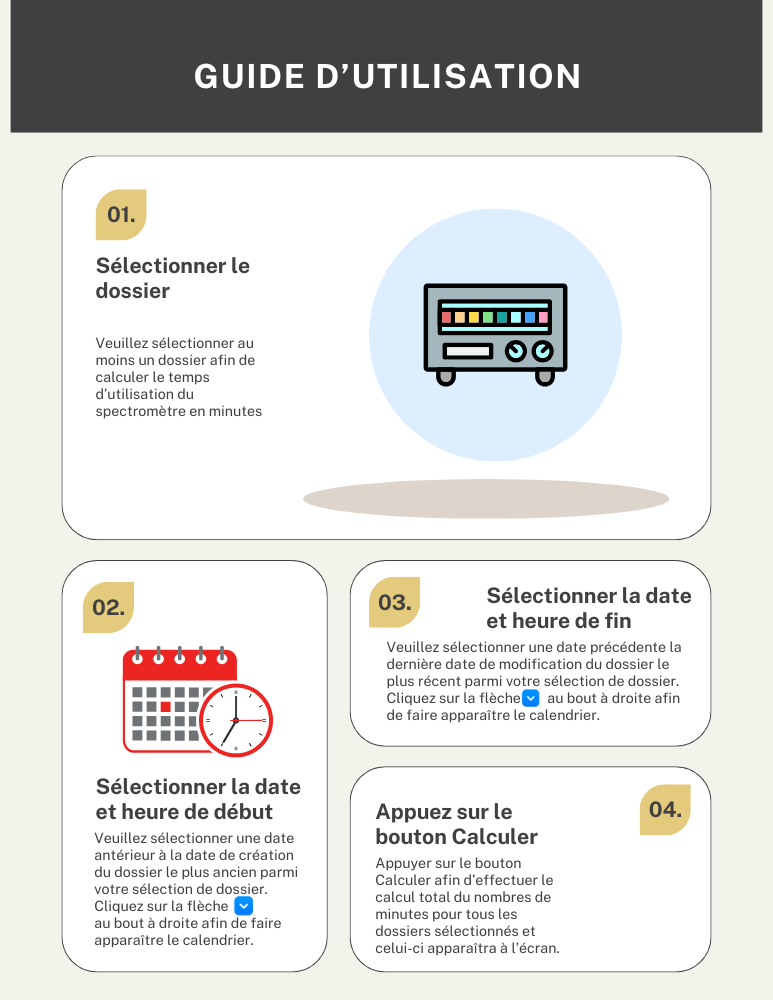 GUIDE D’UTILISATION
01.
Sélectionner le
dossier
Veuillez sélectionner au
moins un dossier afin de
calculer le temps
d’utilisation du
spectromètre en minutes
02.
Sélectionner la date
et heure de début
Veuillez sélectionner une date
antérieur à la date de création
du dossier le plus ancien parmi
votre sélection de dossier.
Cliquez sur la flèche
au bout à droite afin de faire
apparaître le calendrier.
03.
Sélectionner la date
et heure de fin
Veuillez sélectionner une date précédente la
dernière date de modification du dossier le
plus récent parmi votre sélection de dossier.
Cliquez sur la flèche au bout à droite afin
de faire apparaître le calendrier.
04.
Appuez sur le
bouton Calculer
Appuyer sur le bouton
Calculer afin d’effectuer le
calcul total du nombres de
minutes pour tous les
dossiers sélectionnés et
celui-ci apparaîtra à l’écran.